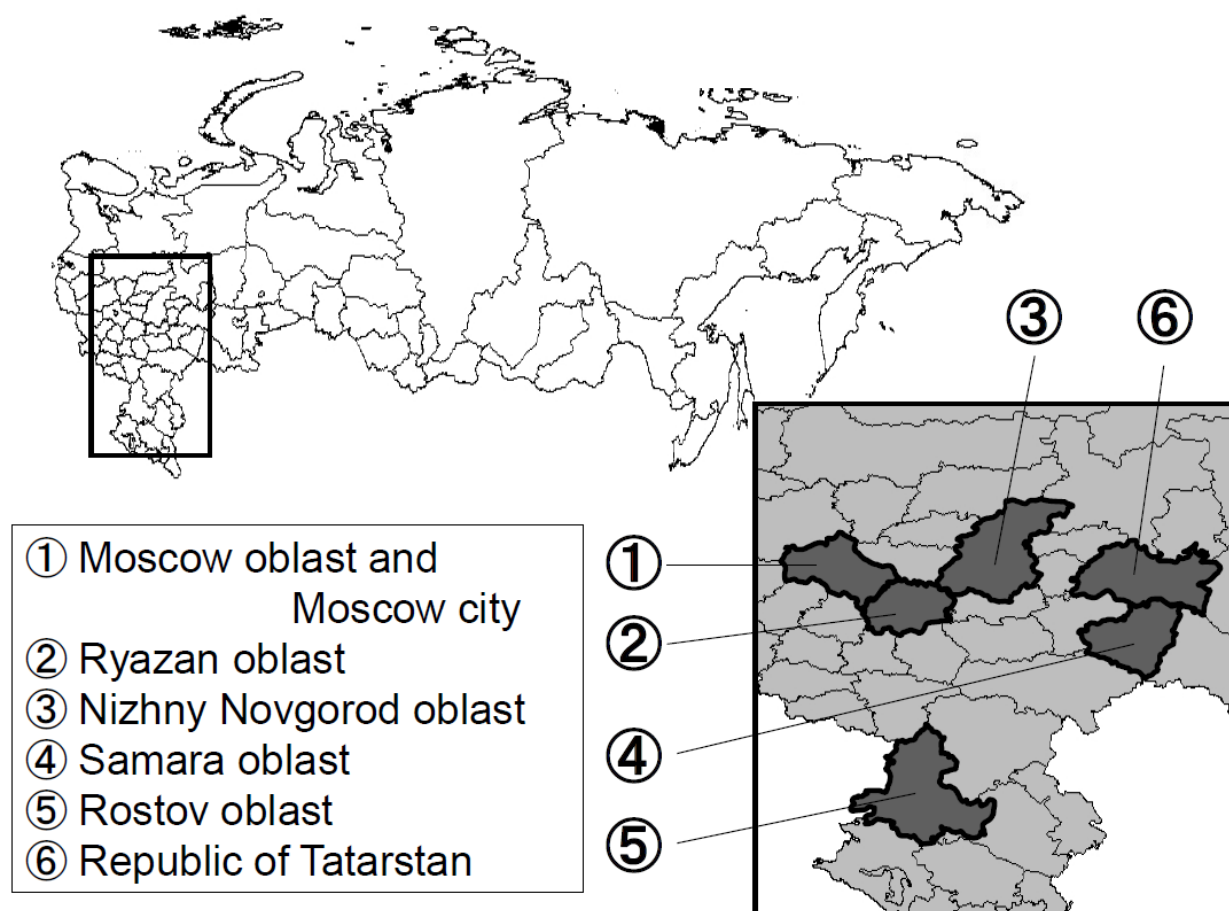 ③ ⑥
① Moscow oblast and
Moscow city
② Ryazan oblast
③ Nizhny Novgorod oblast
④ Samara oblast
⑤ Rostov oblast
⑥ Republic of Tatarstan
①
②
④
⑤